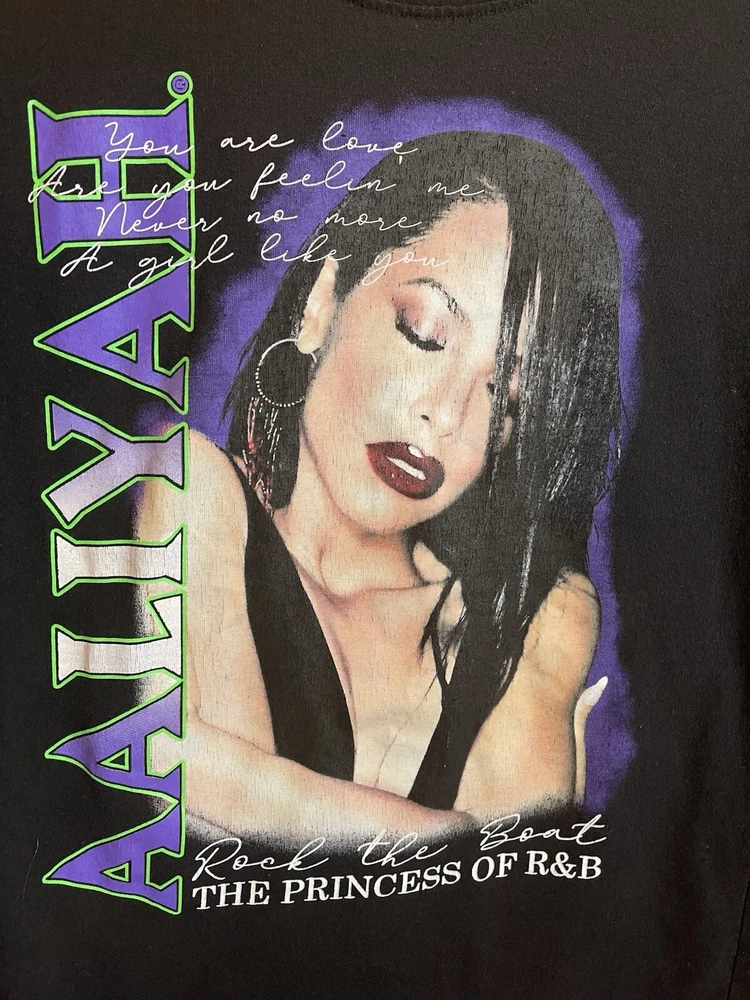 AALIYAH®
You are love
Are you feelin' me
Never no more
A girl like you
Rock the Boat
THE PRINCESS OF R&B